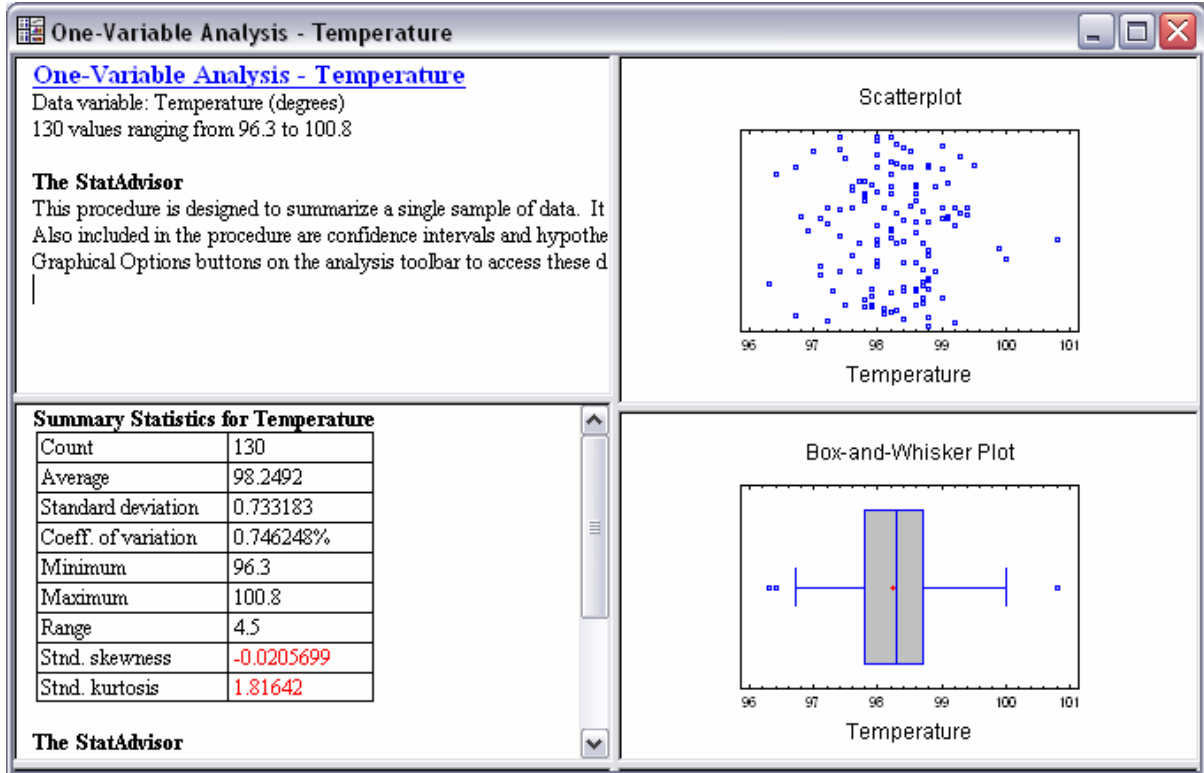 One-Variable Analysis - Temperature
One-Variable Analysis - Temperature
Data variable: Temperature (degrees)
130 values ranging from 96.3 to 100.8
The StatAdvisor
This procedure is designed to summarize a single sample of data. It
Also included in the procedure are confidence intervals and hypothe
Graphical Options buttons on the analysis toolbar to access these d
Scatterplot
96 97 98 99 100 101
Temperature
Summary Statistics for Temperature
Count 130
Average 98.2492
Standard deviation 0.733183
Coeff. of variation 0.746248%
Minimum 96.3
Maximum 100.8
Range 4.5
Stnd. skewness -0.0205699
Stnd. kurtosis 1.81642
The StatAdvisor
Box-and-Whisker Plot
96 97 98 99 100 101
Temperature